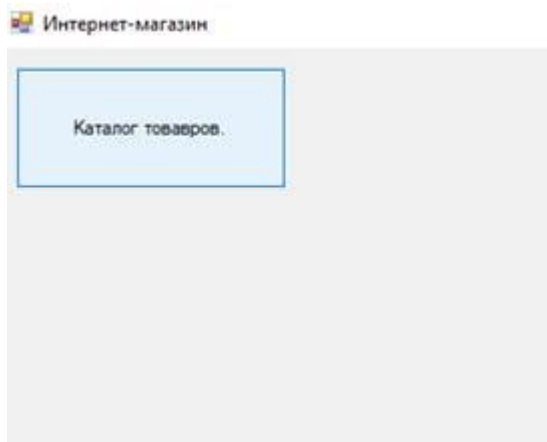 Интернет-магазин
Каталог товавров.